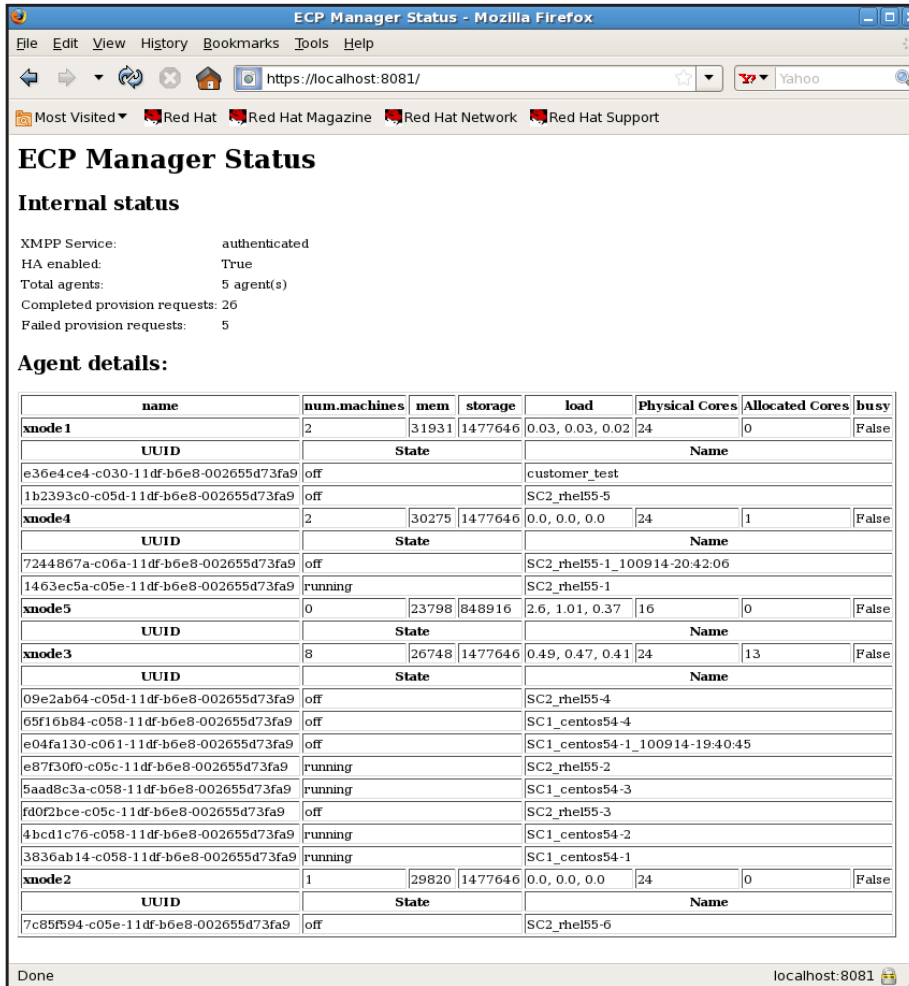 ECP Manager Status - Mozilla Firefox
File Edit View History Bookmarks Tools Help
https://localhost:8081/ Yahoo
Most Visited Red Hat Red Hat Magazine Red Hat Network Red Hat Support
ECP Manager Status
Internal status
XMPP Service: authenticated
HA enabled: True
Total agents: 5 agent(s)
Completed provision requests: 26
Failed provision requests: 5
Agent details:
name num.machines mem storage load Physical Cores Allocated Cores busy
xnode1 2 31931 1477646 0.03, 0.03, 0.02 24 0 False
UUID State Name
e36e4ce4-c030-11df-b6e8-002655d73fa9 off customer_test
1b2393c0-c05d-11df-b6e8-002655d73fa9 off SC2_rhel55-5
xnode4 2 30275 1477646 0.0, 0.0, 0.0 24 1 False
UUID State Name
7244867a-c06a-11df-b6e8-002655d73fa9 off SC2_rhel55-1_100914-20:42:06
1463ec5a-c05e-11df-b6e8-002655d73fa9 running SC2_rhel55-1
xnode5 0 23798 848916 2.6, 1.01, 0.37 16 0 False
UUID State Name
xnode3 8 26748 1477646 0.49, 0.47, 0.41 24 13 False
UUID State Name
09e2ab64-c05d-11df-b6e8-002655d73fa9 off SC2_rhel55-4
65f16b84-c058-11df-b6e8-002655d73fa9 off SC1_centos54-4
e04fa130-c061-11df-b6e8-002655d73fa9 off SC1_centos54-1_100914-19:40:45
e87f30f0-c05c-11df-b6e8-002655d73fa9 running SC2_rhel55-2
5aad8c3a-c058-11df-b6e8-002655d73fa9 running SC1_centos54-3
fd0f2bce-c05c-11df-b6e8-002655d73fa9 off SC2_rhel55-3
4bcd1c76-c058-11df-b6e8-002655d73fa9 running SC1_centos54-2
3836ab14-c058-11df-b6e8-002655d73fa9 running SC1_centos54-1
xnode2 1 29820 1477646 0.0, 0.0, 0.0 24 0 False
UUID State Name
7c85f594-c05e-11df-b6e8-002655d73fa9 off SC2_rhel55-6
Done localhost:8081